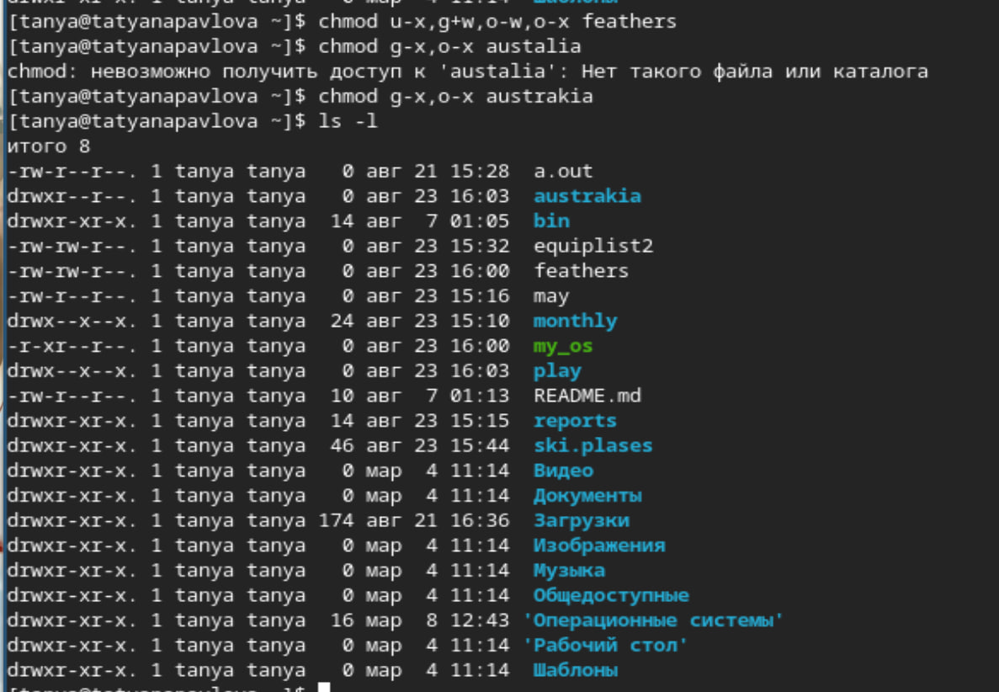 [tanya@tatyanapavlova ~]$ chmod u-x,g+w,o-w,o-x feathers
[tanya@tatyanapavlova ~]$ chmod g-x,o-x austalia
chmod: невозможно получить доступ к 'austalia': Нет такого файла или каталога
[tanya@tatyanapavlova ~]$ chmod g-x,o-x austrakia
[tanya@tatyanapavlova ~]$ ls -l
итого 8
-rw-r--r--. 1 tanya tanya   0 авг 21 15:28  a.out
drwxr--r--. 1 tanya tanya   0 авг 23 16:03  austrakia
drwxr-xr-x. 1 tanya tanya  14 авг  7 01:05  bin
-rw-rw-r--. 1 tanya tanya   0 авг 23 15:32  equiplist2
-rw-rw-r--. 1 tanya tanya   0 авг 23 16:00  feathers
-rw-r--r--. 1 tanya tanya   0 авг 23 15:16  may
drwx--x--x. 1 tanya tanya  24 авг 23 15:10  monthly
-r-xr--r--. 1 tanya tanya   0 авг 23 16:00  my_os
drwx--x--x. 1 tanya tanya   0 авг 23 16:03  play
-rw-r--r--. 1 tanya tanya  10 авг  7 01:13  README.md
drwxr-xr-x. 1 tanya tanya  14 авг 23 15:15  reports
drwxr-xr-x. 1 tanya tanya  46 авг 23 15:44  ski.plases
drwxr-xr-x. 1 tanya tanya   0 мар  4 11:14  Видео
drwxr-xr-x. 1 tanya tanya   0 мар  4 11:14  Документы
drwxr-xr-x. 1 tanya tanya 174 авг 21 16:36  Загрузки
drwxr-xr-x. 1 tanya tanya   0 мар  4 11:14  Изображения
drwxr-xr-x. 1 tanya tanya   0 мар  4 11:14  Музыка
drwxr-xr-x. 1 tanya tanya   0 мар  4 11:14  Общедоступные
drwxr-xr-x. 1 tanya tanya  16 мар  8 12:43 'Операционные системы'
drwxr-xr-x. 1 tanya tanya   0 мар  4 11:14 'Рабочий стол'
drwxr-xr-x. 1 tanya tanya   0 мар  4 11:14  Шаблоны